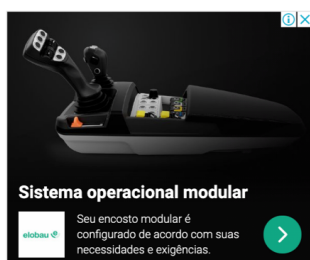 Sistema operacional modular
elobau
Seu encosto modular é
configurado de acordo com suas
necessidades e exigências.